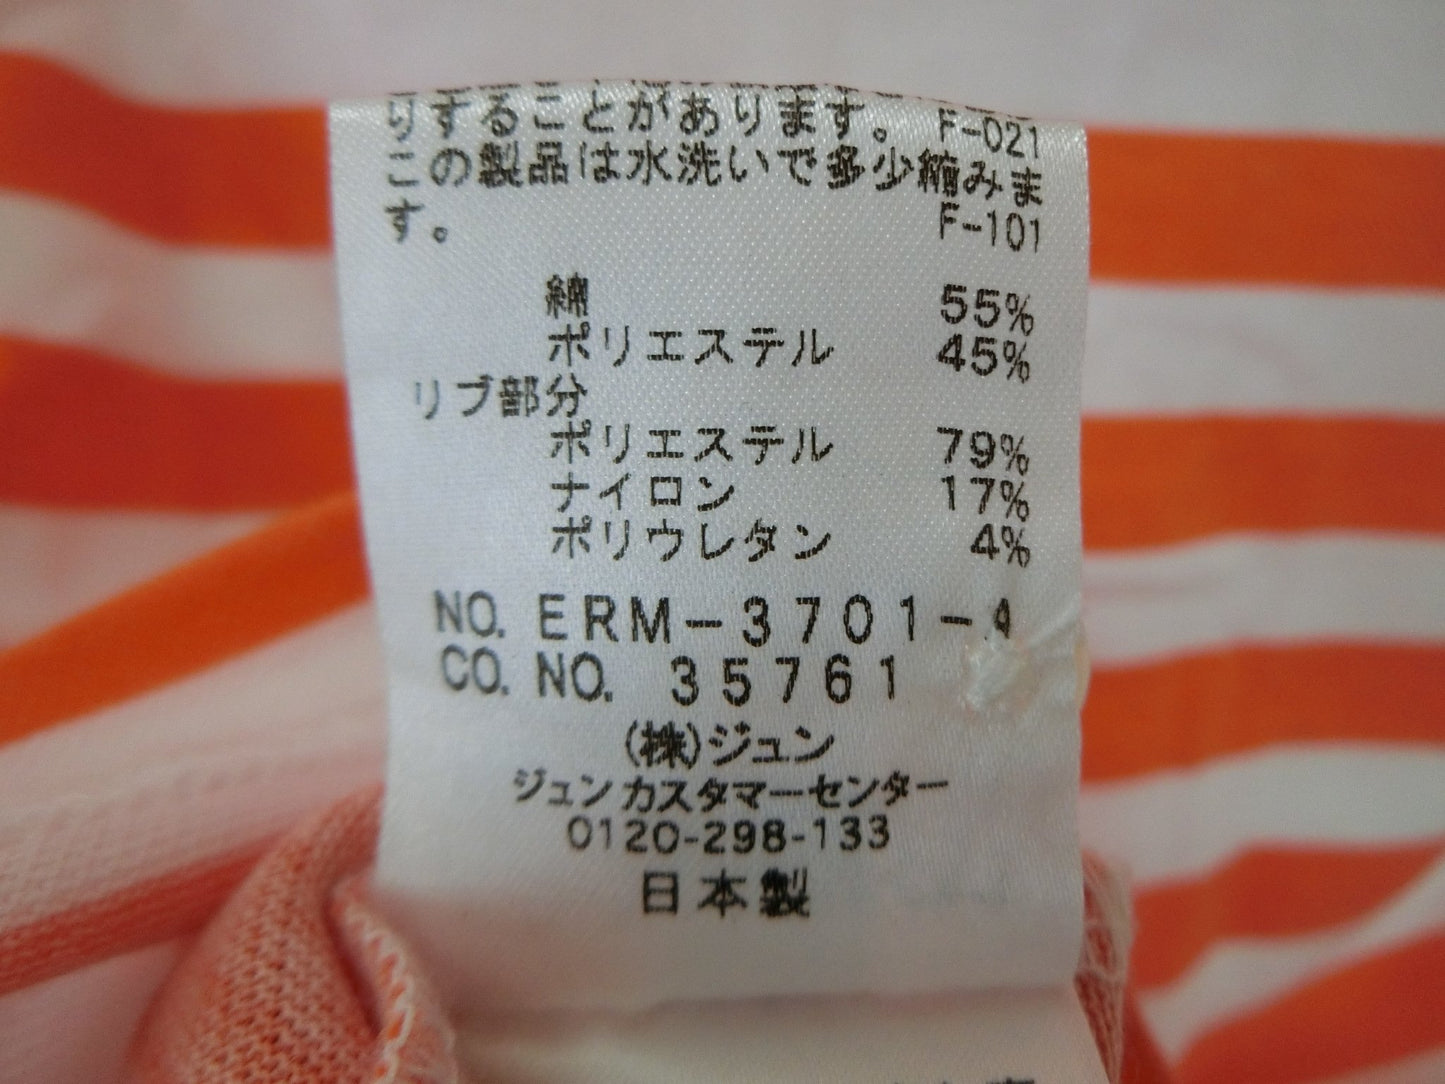 りすることがあります。 F-021
この製品は水洗いで多少縮みま
す。 F-101
綿 55%
ポリエステル 45%
リブ部分
ポリエステル 79%
ナイロン 17%
ポリウレタン 4%
NO. ERM-3701-4
CO. NO. 35761
(株)ジュン
ジュンカスタマーセンター
0120-298-133
日本製